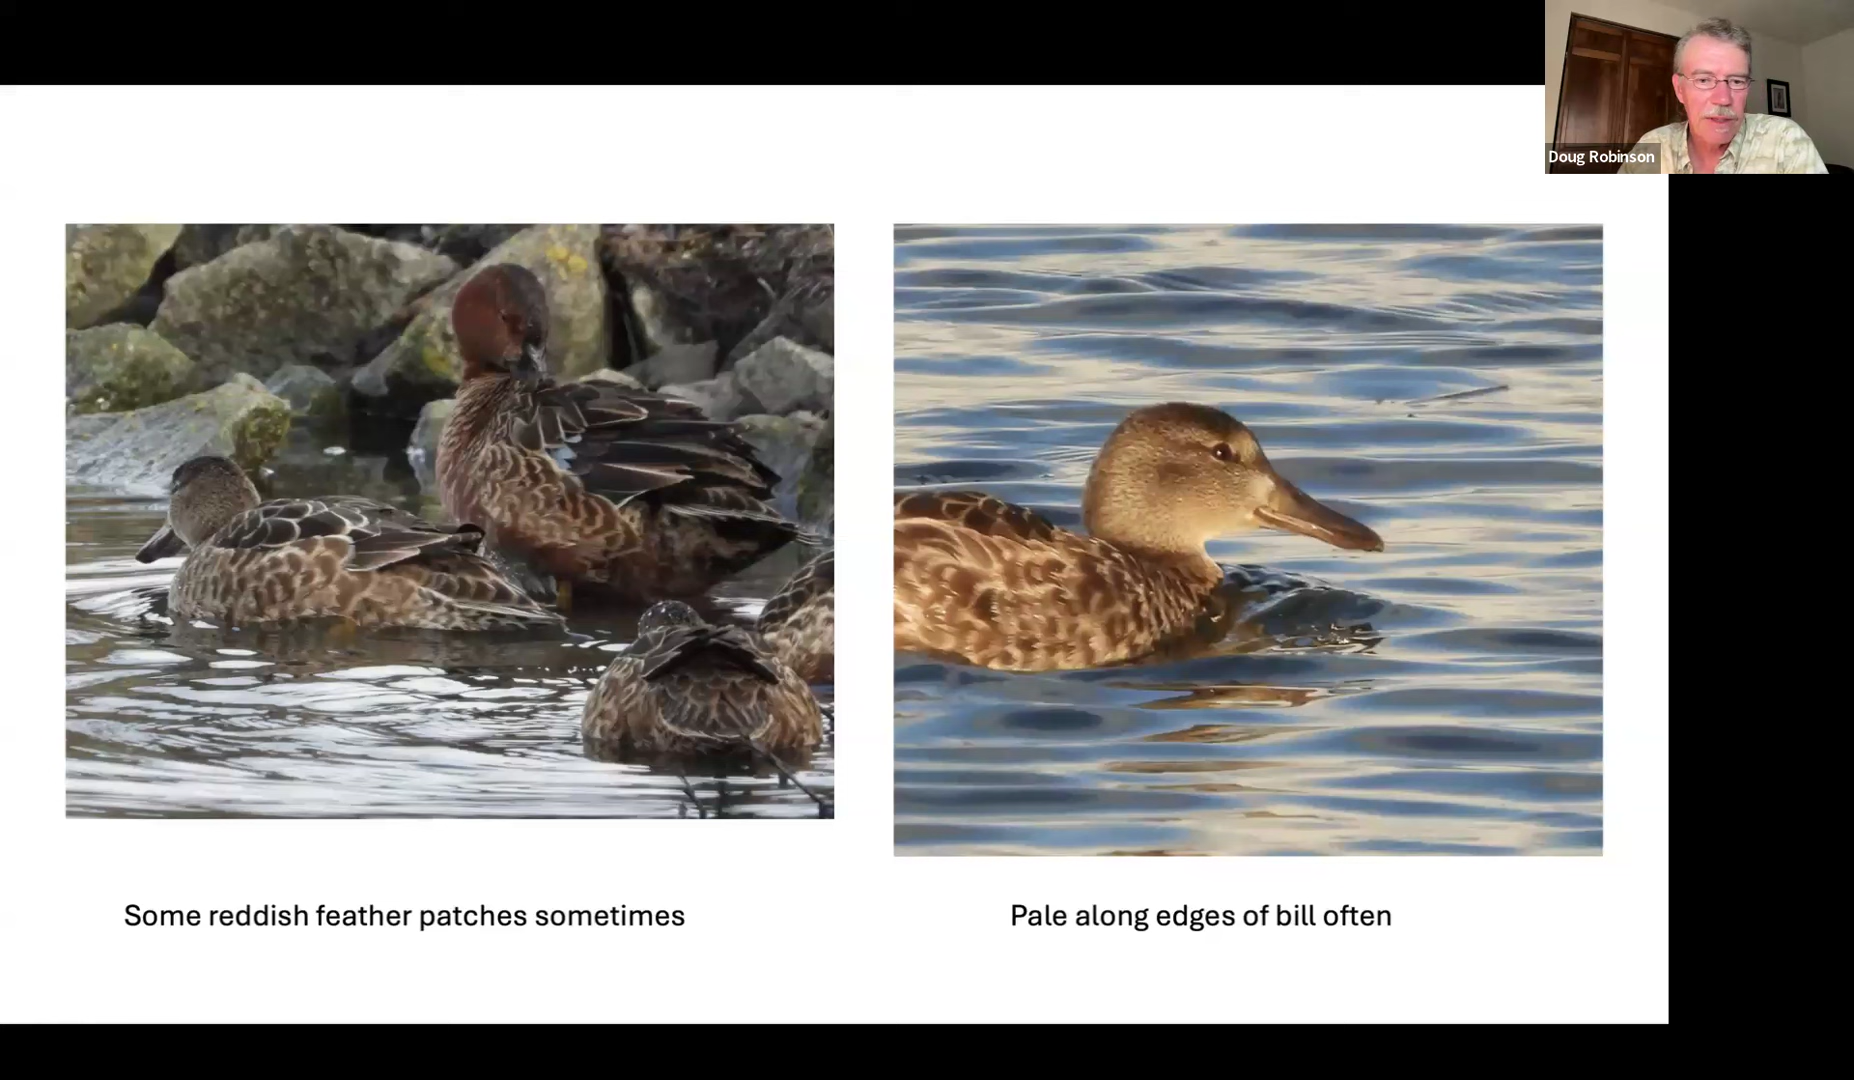 Doug Robinson
Some reddish feather patches sometimes
Pale along edges of bill often